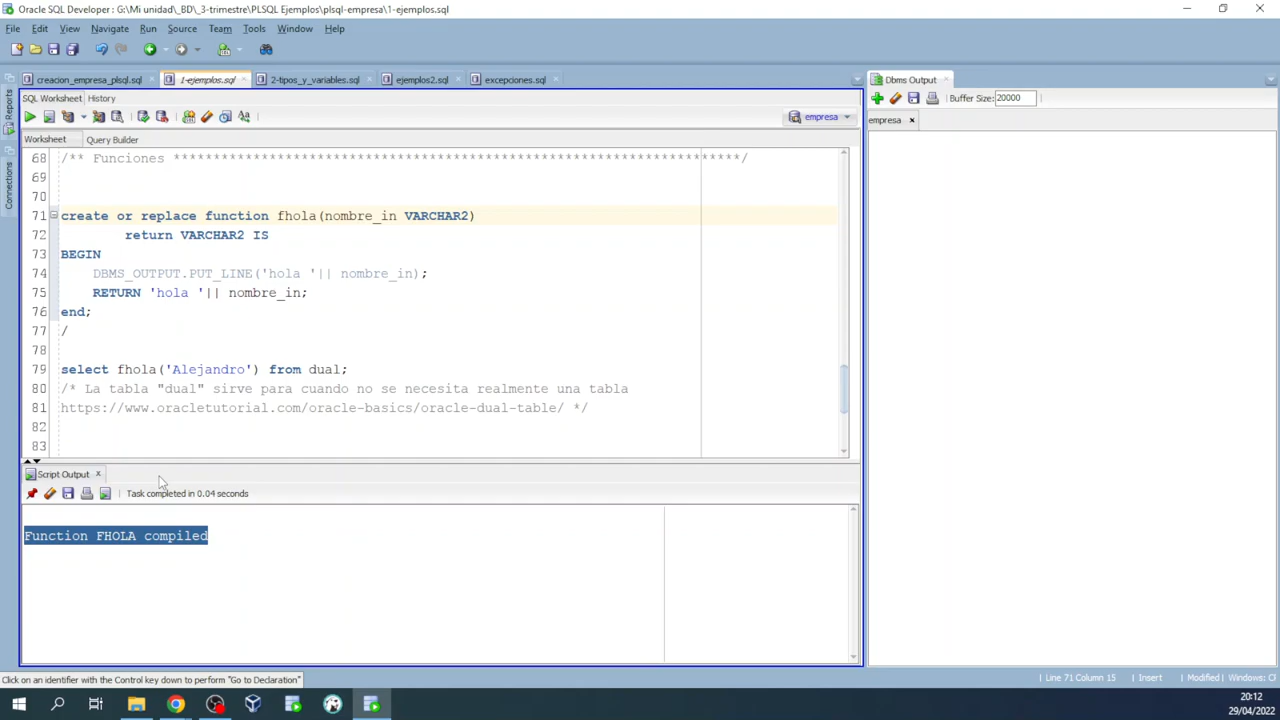 Oracle SQL Developer : G:\Mi unidad\_BD\_3-trimestre\PLSQL Ejemplos\plsql-empresa\1-ejemplos.sql
File Edit View Navigate Run Source Team Tools Window Help
creacion_empresa_plsql.sql 1-ejemplos.sql 2-tipos_y_variables.sql ejemplos2.sql excepciones.sql
SQL Worksheet History
empresa
Worksheet Query Builder
68 /** Funciones ***********************************************************************/
69
70
71 create or replace function fhola(nombre_in VARCHAR2)
72 return VARCHAR2 IS
73 BEGIN
74 DBMS_OUTPUT.PUT_LINE('hola '|| nombre_in);
75 RETURN 'hola '|| nombre_in;
76 end;
77 /
78
79 select fhola('Alejandro') from dual;
80 /* La tabla "dual" sirve para cuando no se necesita realmente una tabla
81 https://www.oracletutorial.com/oracle-basics/oracle-dual-table/ */
82
83
Script Output x
Task completed in 0.04 seconds
Function FHOLA compiled
Dbms Output
Buffer Size: 20000
empresa
Reports
Connections
Click on an identifier with the Control key down to perform "Go to Declaration"
Line 71 Column 15 Insert Modified Windows: CF
20:12
29/04/2022